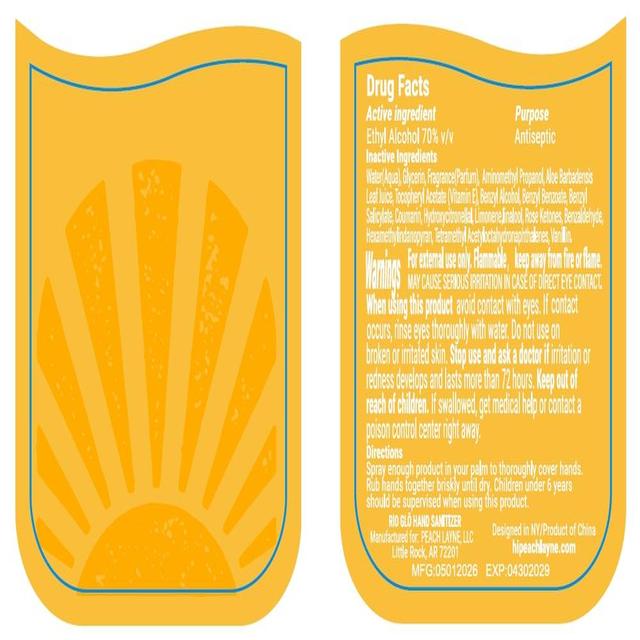 Drug Facts
Active ingredient Purpose
Ethyl Alcohol 70% v/v Antiseptic
Inactive Ingredients
Water(Aqua), Glycerin, Fragrance(Parfum), Aminomethyl Propanol, Aloe Barbadensis
Leaf Juice, Tocopheryl Acetate (Vitamin E), Benzyl Alcohol, Benzyl Benzoate, Benzyl
Salicylate, Coumarin, Hydroxycitronellal, Limonene,linalool, Rose Ketones, Benzaldehyde,
Hexamethylindanopyran, Tetramethyl Acetyloctahydronaphthalenes, Vanillin.
Warnings For external use only. Flammable, keep away from fire or flame.
MAY CAUSE SERIOUS IRRITATION IN CASE OF DIRECT EYE CONTACT.
When using this product avoid contact with eyes. If contact
occurs, rinse eyes thoroughly with water. Do not use on
broken or irritated skin. Stop use and ask a doctor if irritation or
redness develops and lasts more than 72 hours. Keep out of
reach of children. If swallowed, get medical help or contact a
poison control center right away.
Directions
Spray enough product in your palm to thoroughly cover hands.
Rub hands together briskly until dry. Children under 6 years
should be supervised when using this product.
RIO GLÔ HAND SANITIZER
Manufactured for: PEACH LAYNE, LLC
Little Rock, AR 72201
Designed in NY/Product of China
hipeachlayne.com
MFG:05012026 EXP:04302029